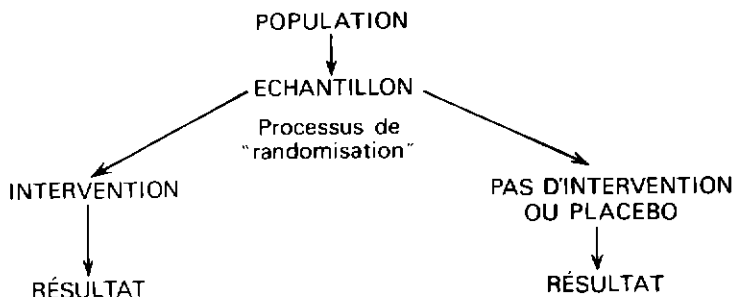 POPULATION
ECHANTILLON
Processus de
"randomisation"
INTERVENTION
PAS D'INTERVENTION
OU PLACEBO
RÉSULTAT
RÉSULTAT